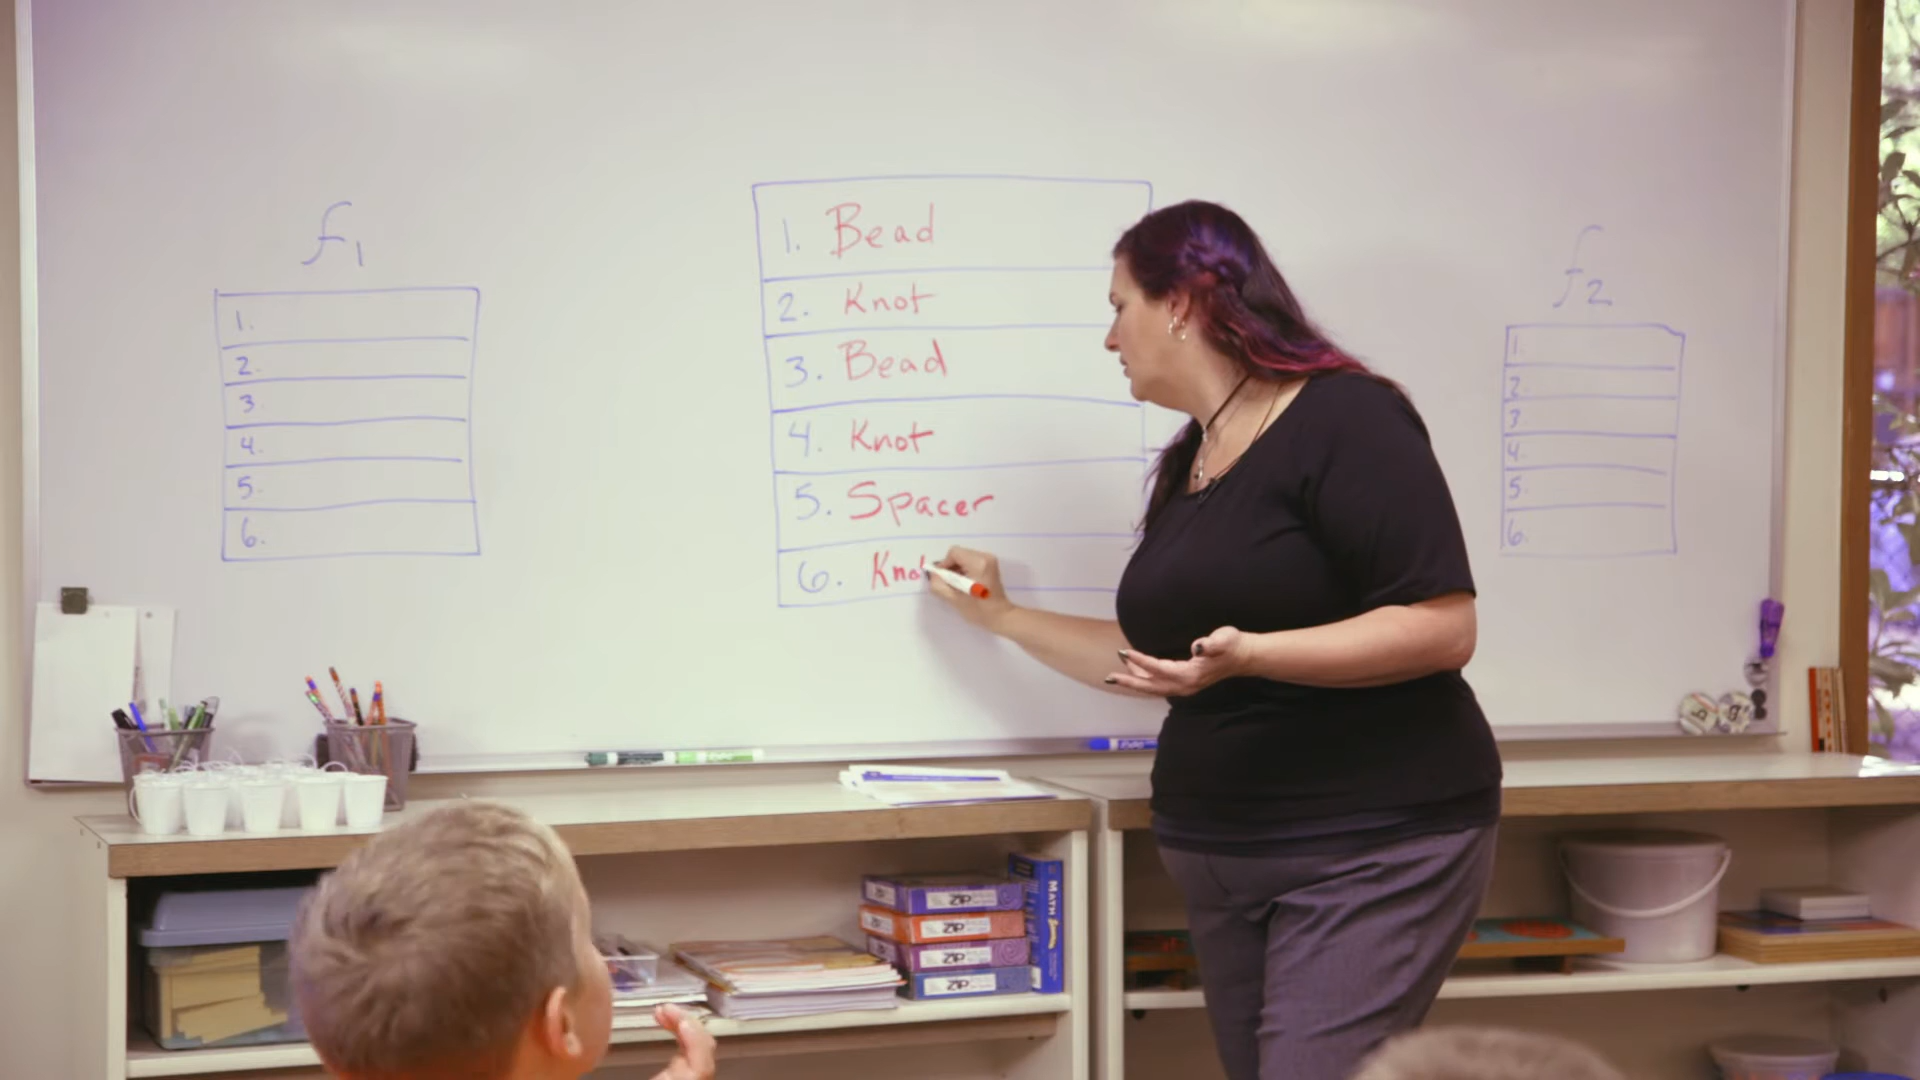 f1
1.
2.
3.
4.
5.
6.
1. Bead
2. Knot
3. Bead
4. Knot
5. Spacer
6. Knot
f2
1.
2.
3
4.
5.
6.
EXPO
MATH
ZIP
ZIP
ZIP
ZIP